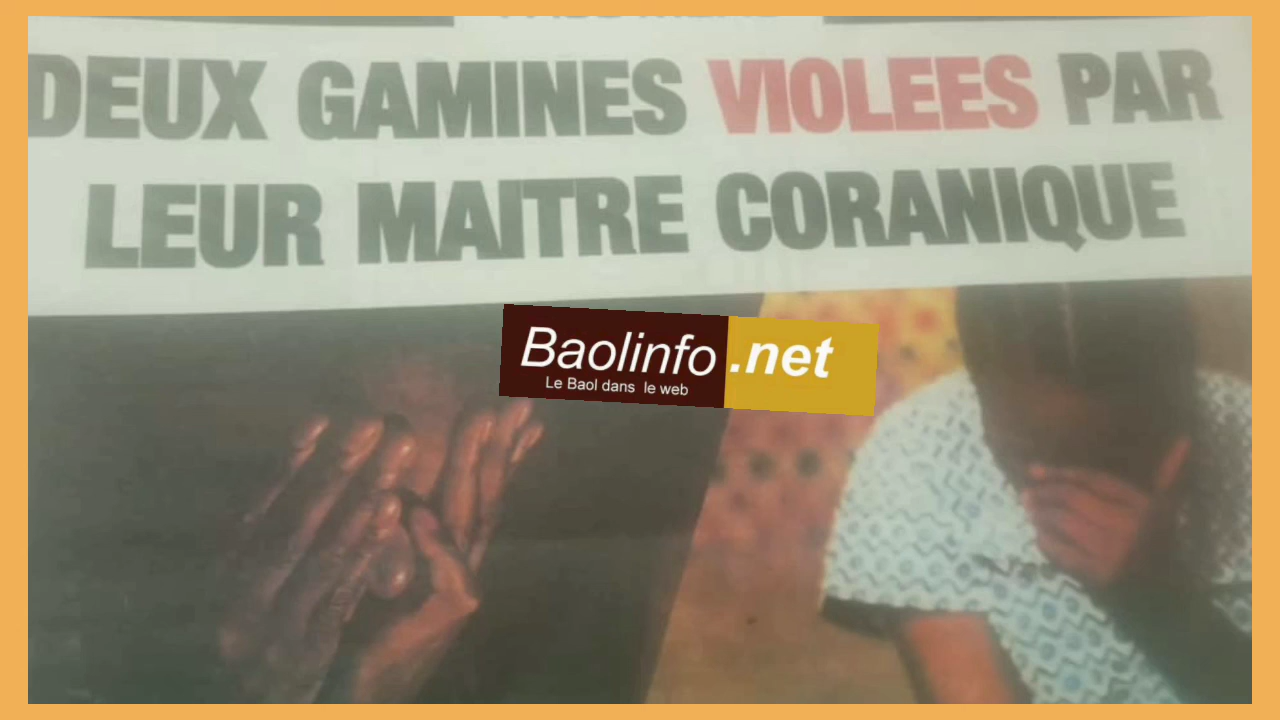 DEUX GAMINES VIOLEES PAR
LEUR MAITRE CORANIQUE
Baolinfo.net
Le Baol dans le web